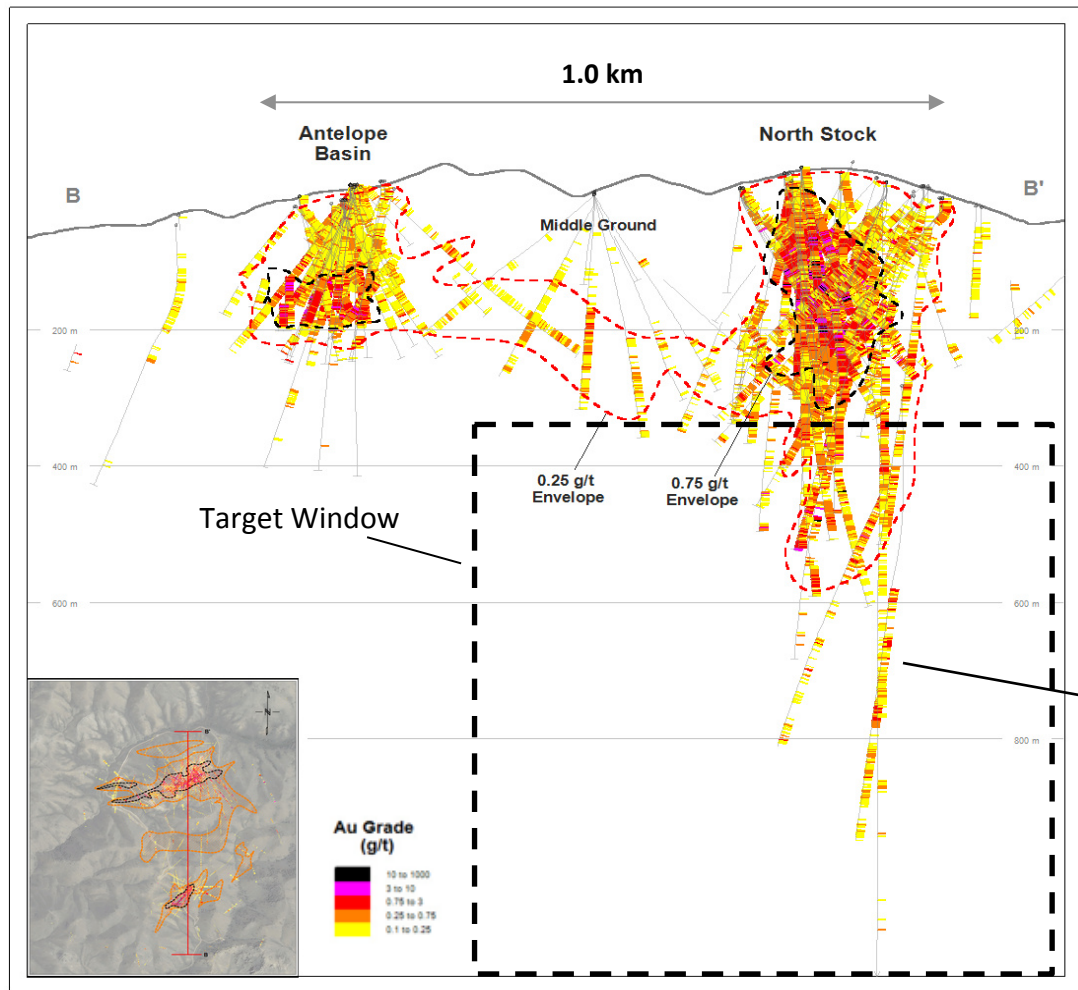 1.0 km
Antelope
Basin
North Stock
B
B'
Middle Ground
200 m
200 m
400 m
400 m
0.25 g/t
Envelope
0.75 g/t
Envelope
Target Window
600 m
600 m
800 m
800 m
N
B'
B
Au Grade
(g/t)
10 to 1000
3 to 10
0.75 to 3
0.25 to 0.75
0.1 to 0.25